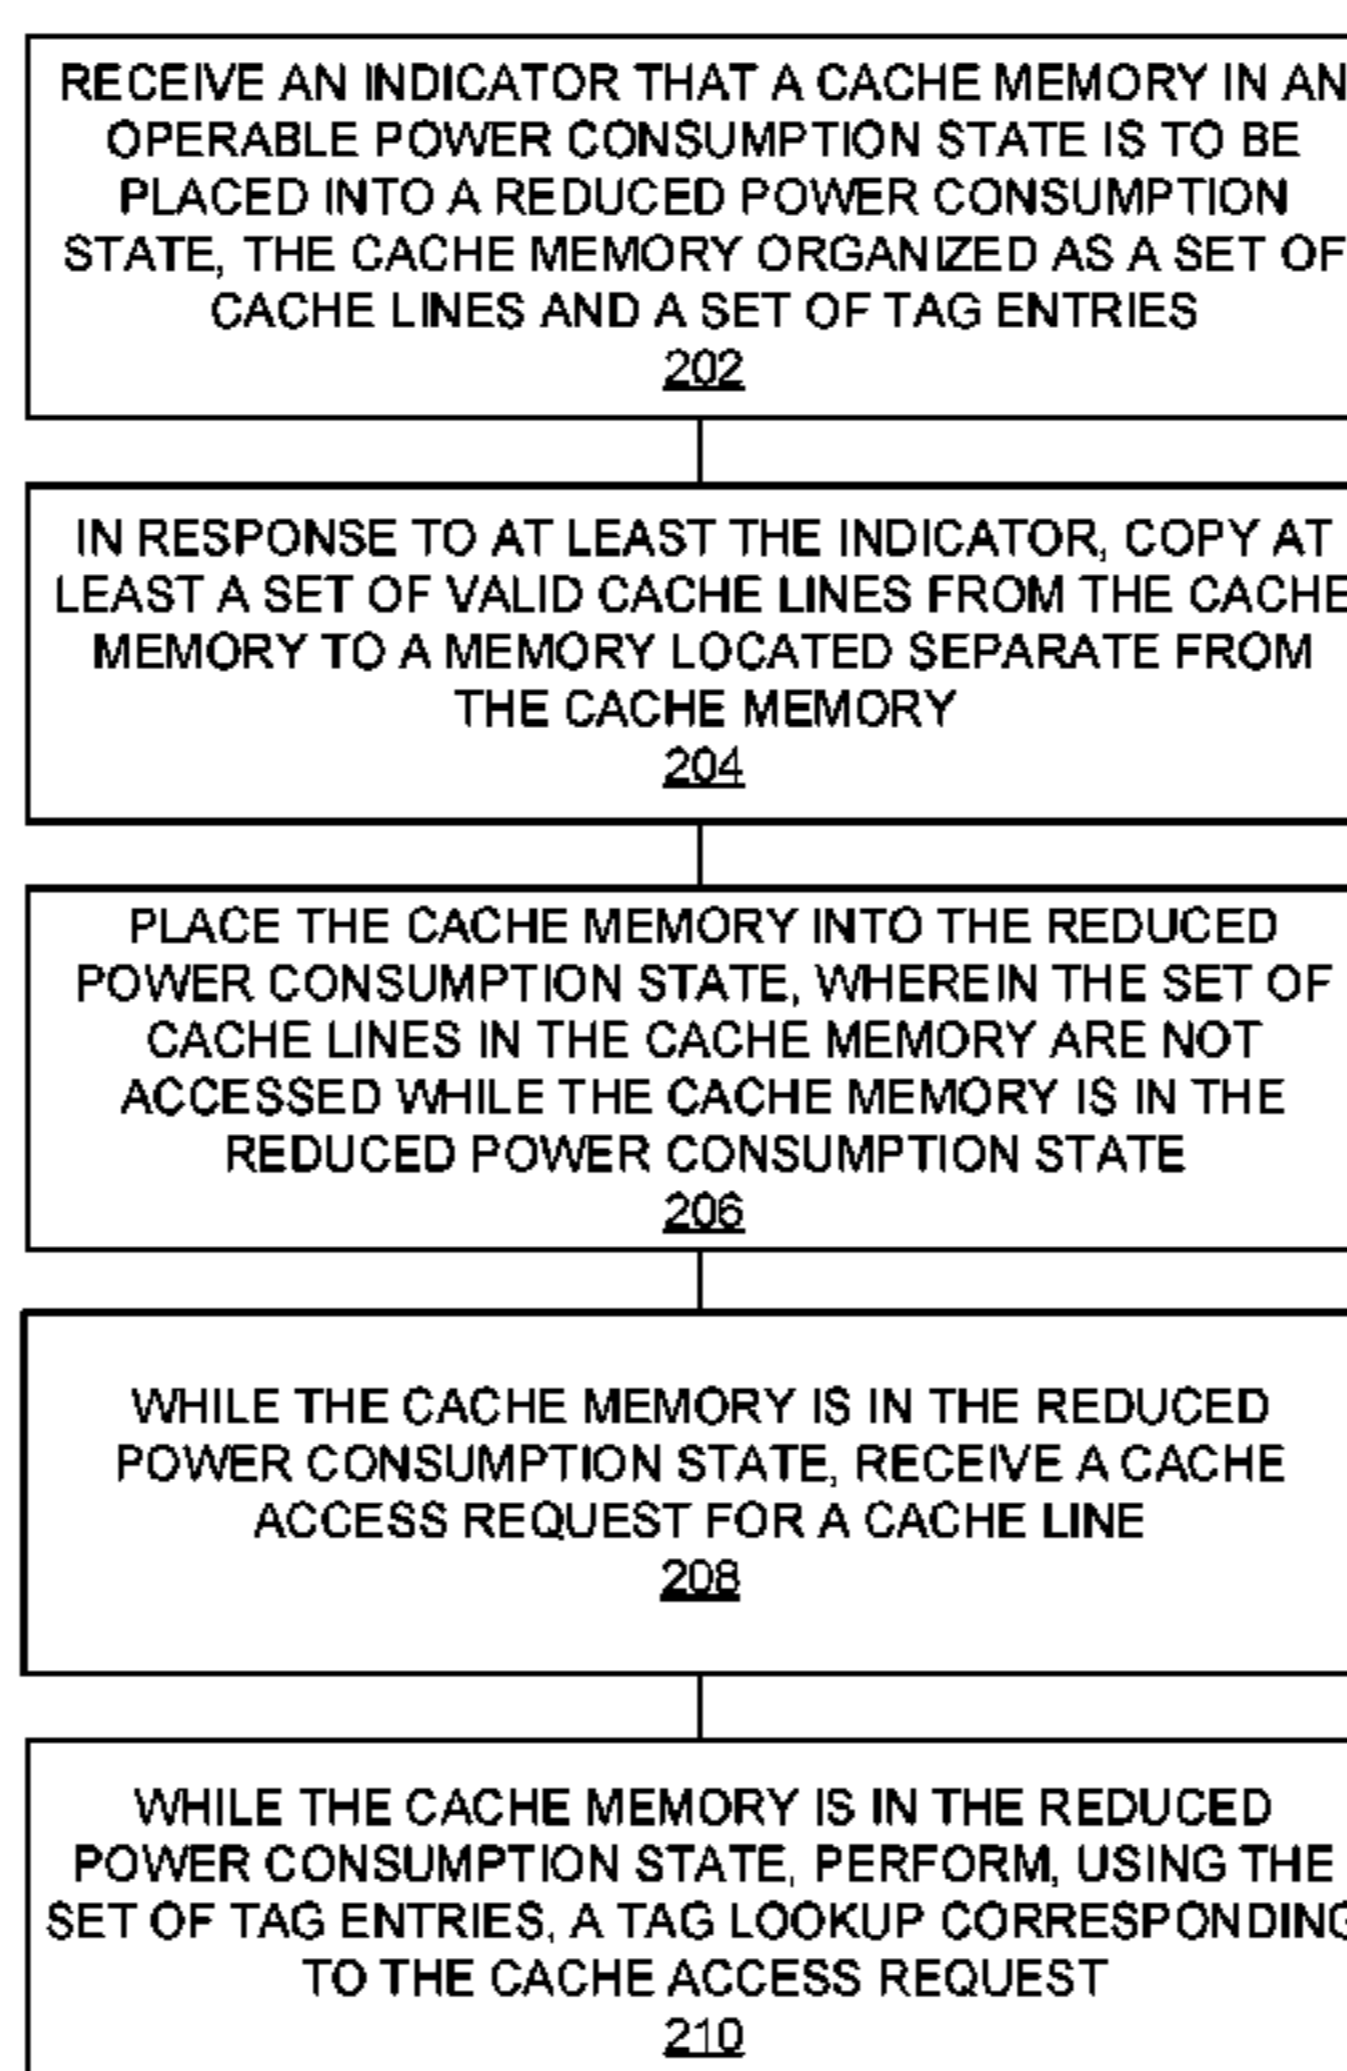 RECEIVE AN INDICATOR THAT A CACHE MEMORY IN AN
OPERABLE POWER CONSUMPTION STATE IS TO BE
PLACED INTO A REDUCED POWER CONSUMPTION
STATE, THE CACHE MEMORY ORGANIZED AS A SET OF
CACHE LINES AND A SET OF TAG ENTRIES
202
IN RESPONSE TO AT LEAST THE INDICATOR, COPY AT
LEAST A SET OF VALID CACHE LINES FROM THE CACHE
MEMORY TO A MEMORY LOCATED SEPARATE FROM
THE CACHE MEMORY
204
PLACE THE CACHE MEMORY INTO THE REDUCED
POWER CONSUMPTION STATE, WHEREIN THE SET OF
CACHE LINES IN THE CACHE MEMORY ARE NOT
ACCESSED WHILE THE CACHE MEMORY IS IN THE
REDUCED POWER CONSUMPTION STATE
206
WHILE THE CACHE MEMORY IS IN THE REDUCED
POWER CONSUMPTION STATE, RECEIVE A CACHE
ACCESS REQUEST FOR A CACHE LINE
208
WHILE THE CACHE MEMORY IS IN THE REDUCED
POWER CONSUMPTION STATE, PERFORM, USING THE
SET OF TAG ENTRIES, A TAG LOOKUP CORRESPONDING
TO THE CACHE ACCESS REQUEST
210